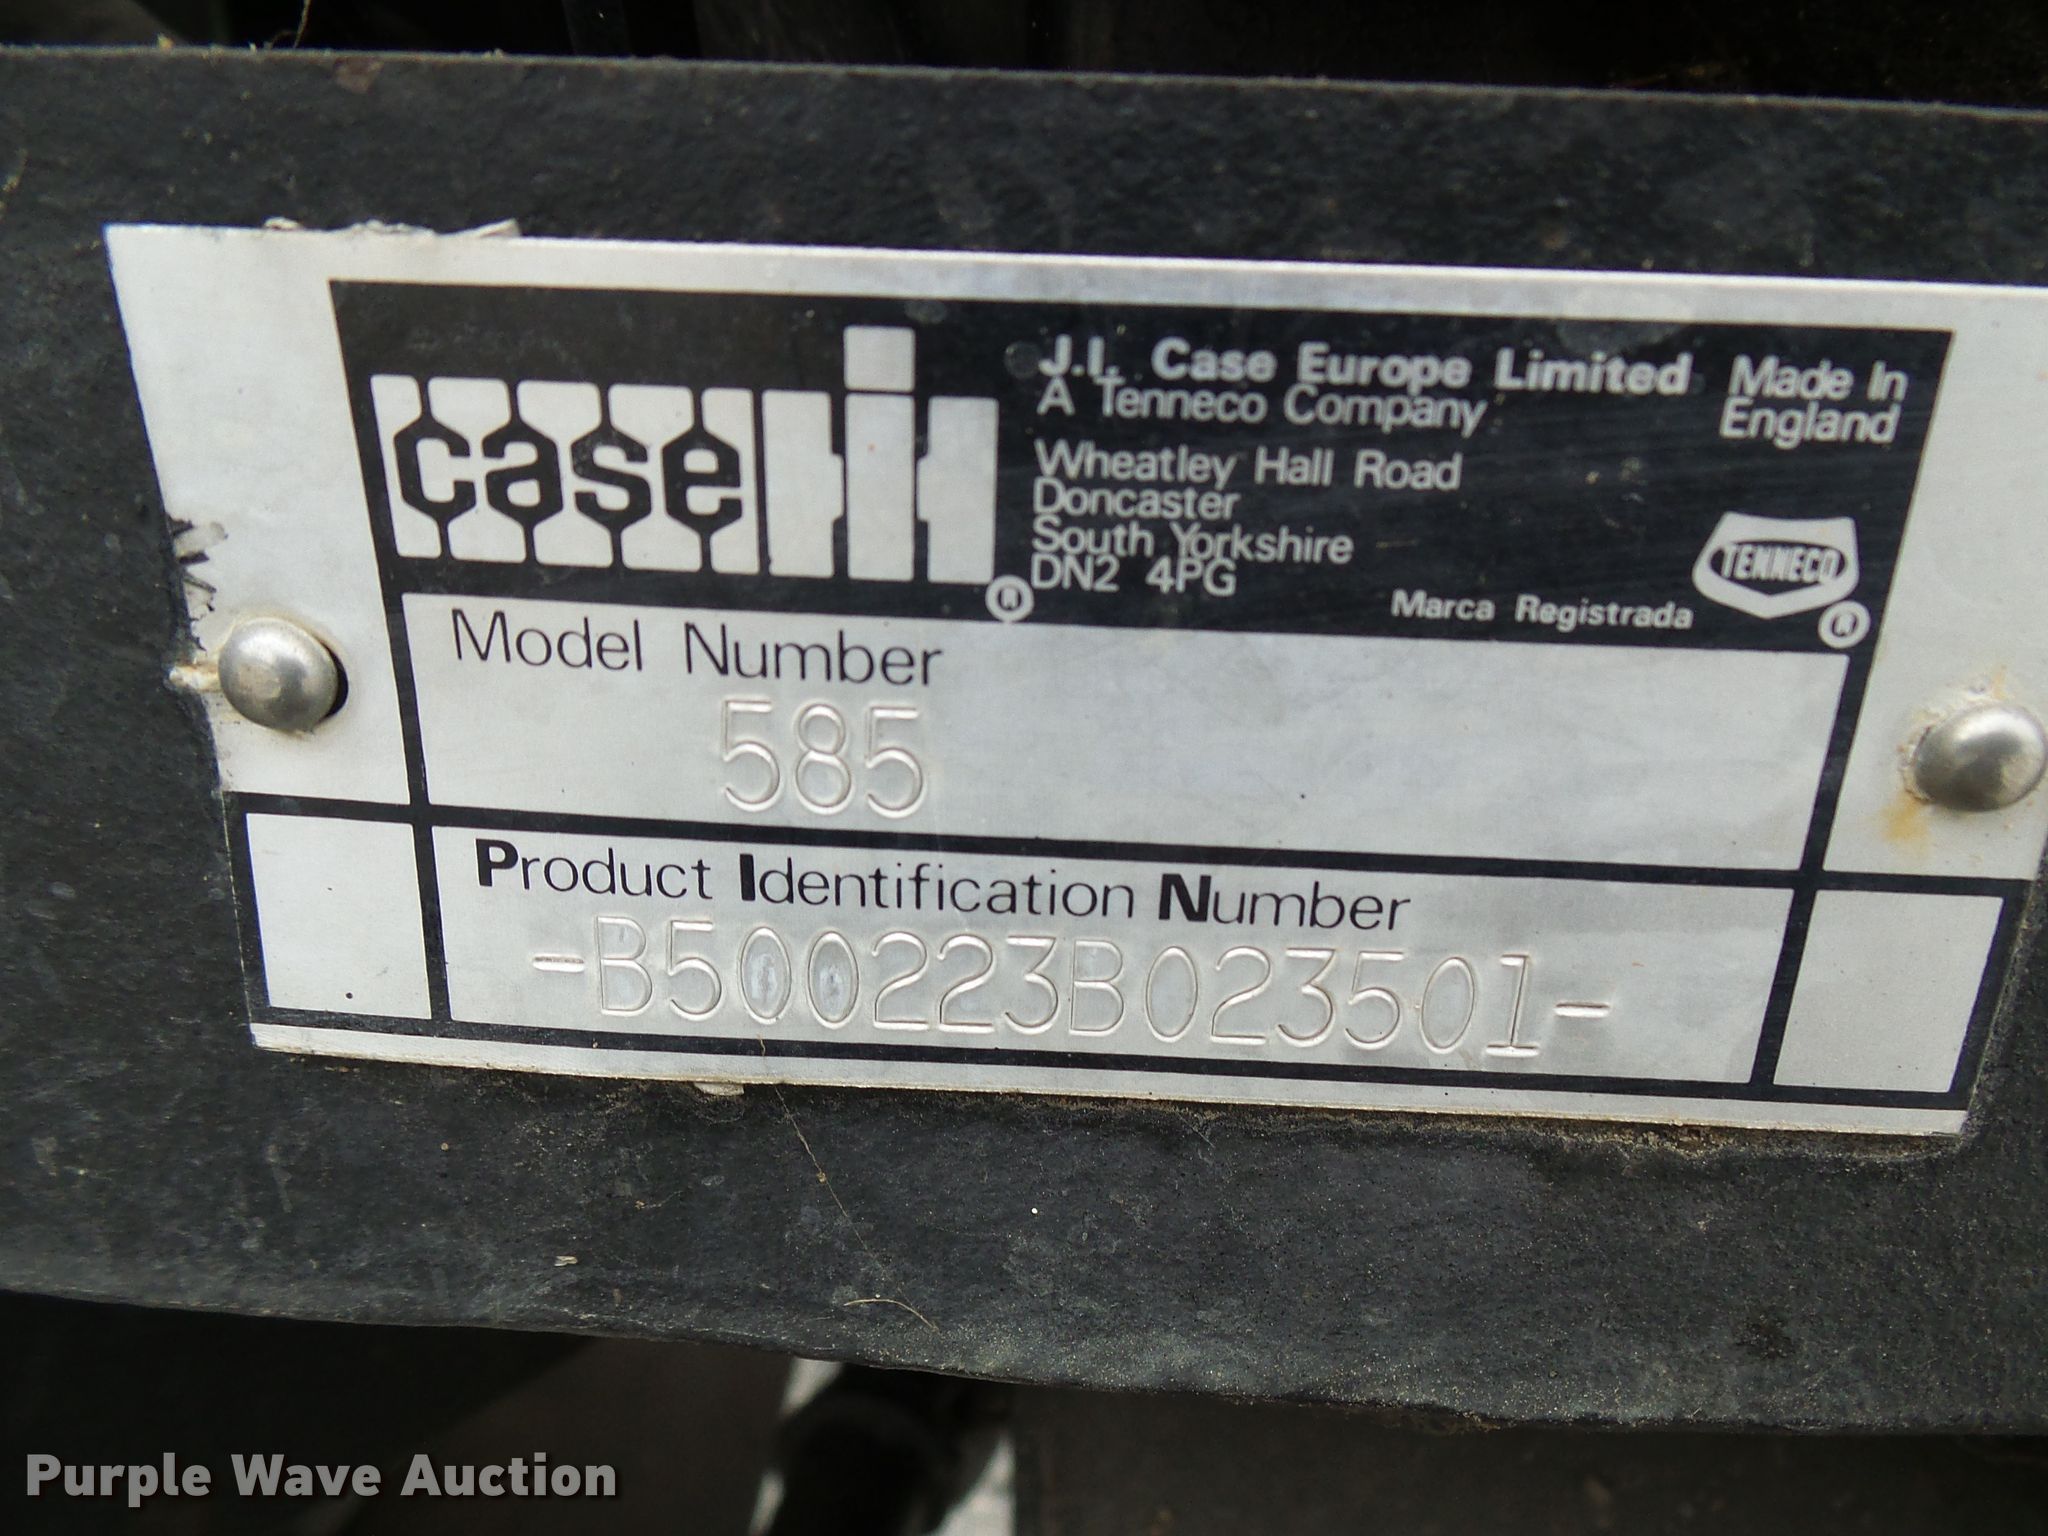 case IH ®
J.I. Case Europe Limited
A Tenneco Company
Made In
England
Wheatley Hall Road
Doncaster
South Yorkshire
DN2 4PG
Marca Registrada
TENNECO ®
Model Number
585
Product Identification Number
-B500223B023501-
Purple Wave Auction